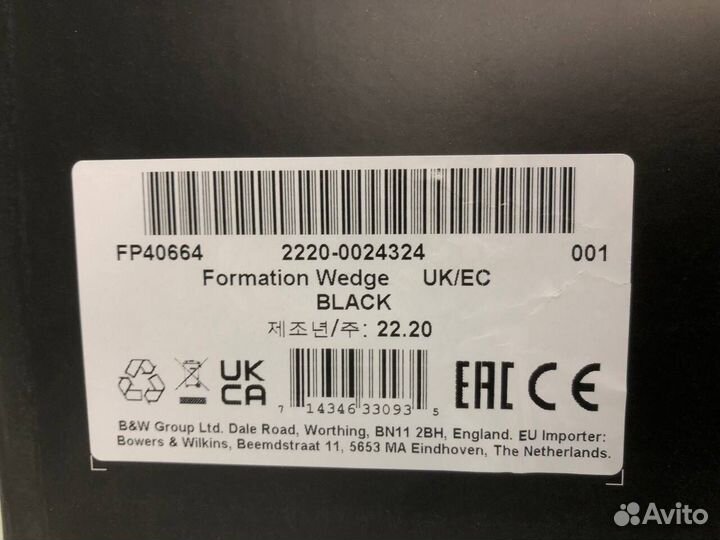 FP40664 2220-0024324 001
Formation Wedge UK/EC
BLACK
제조년/주: 22.20
UK
CA
EAC CE
7 14346 33093 5
B&W Group Ltd. Dale Road, Worthing, BN11 2BH, England. EU Importer:
Bowers & Wilkins, Beemdstraat 11, 5653 MA Eindhoven, The Netherlands.
Avito